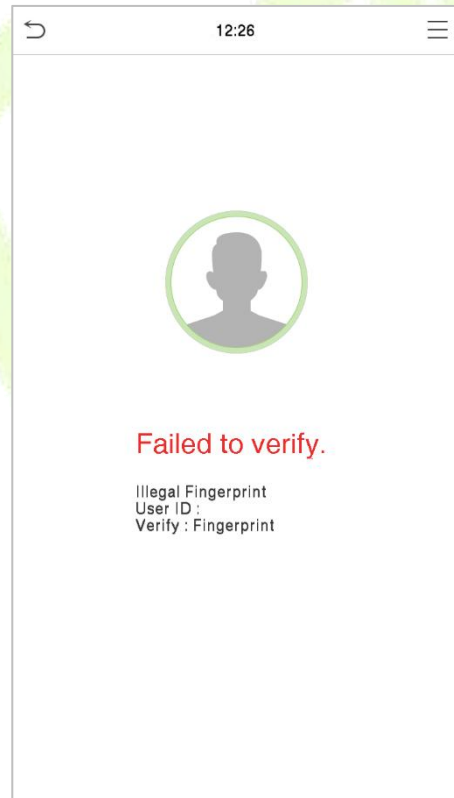 12:26
Failed to verify.
Illegal Fingerprint
User ID :
Verify : Fingerprint